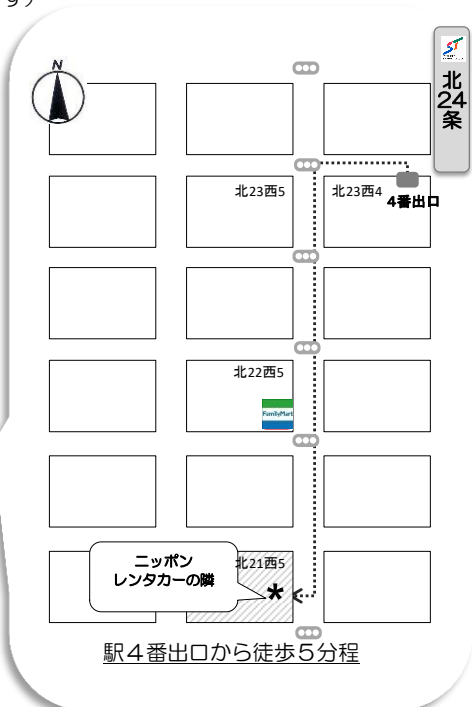 N
ST
北
24
条
北23西5
北23西4
4番出口
北22西5
FamilyMart
ニッポン
レンタカーの隣
北21西5
*
駅4番出口から徒歩5分程